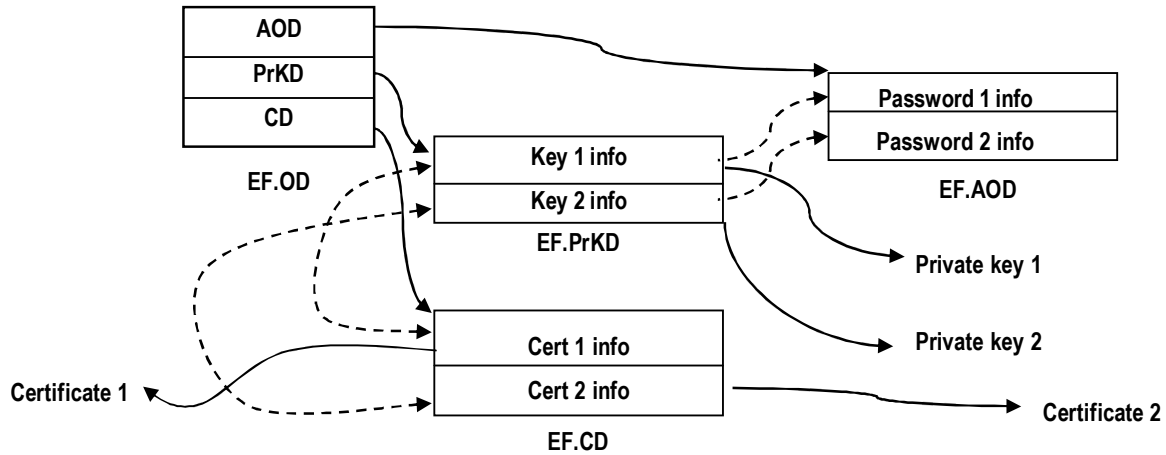 AOD
PrKD
CD
EF.OD
Password 1 info
Password 2 info
EF.AOD
Key 1 info
Key 2 info
EF.PrKD
Private key 1
Private key 2
Cert 1 info
Cert 2 info
EF.CD
Certificate 1
Certificate 2